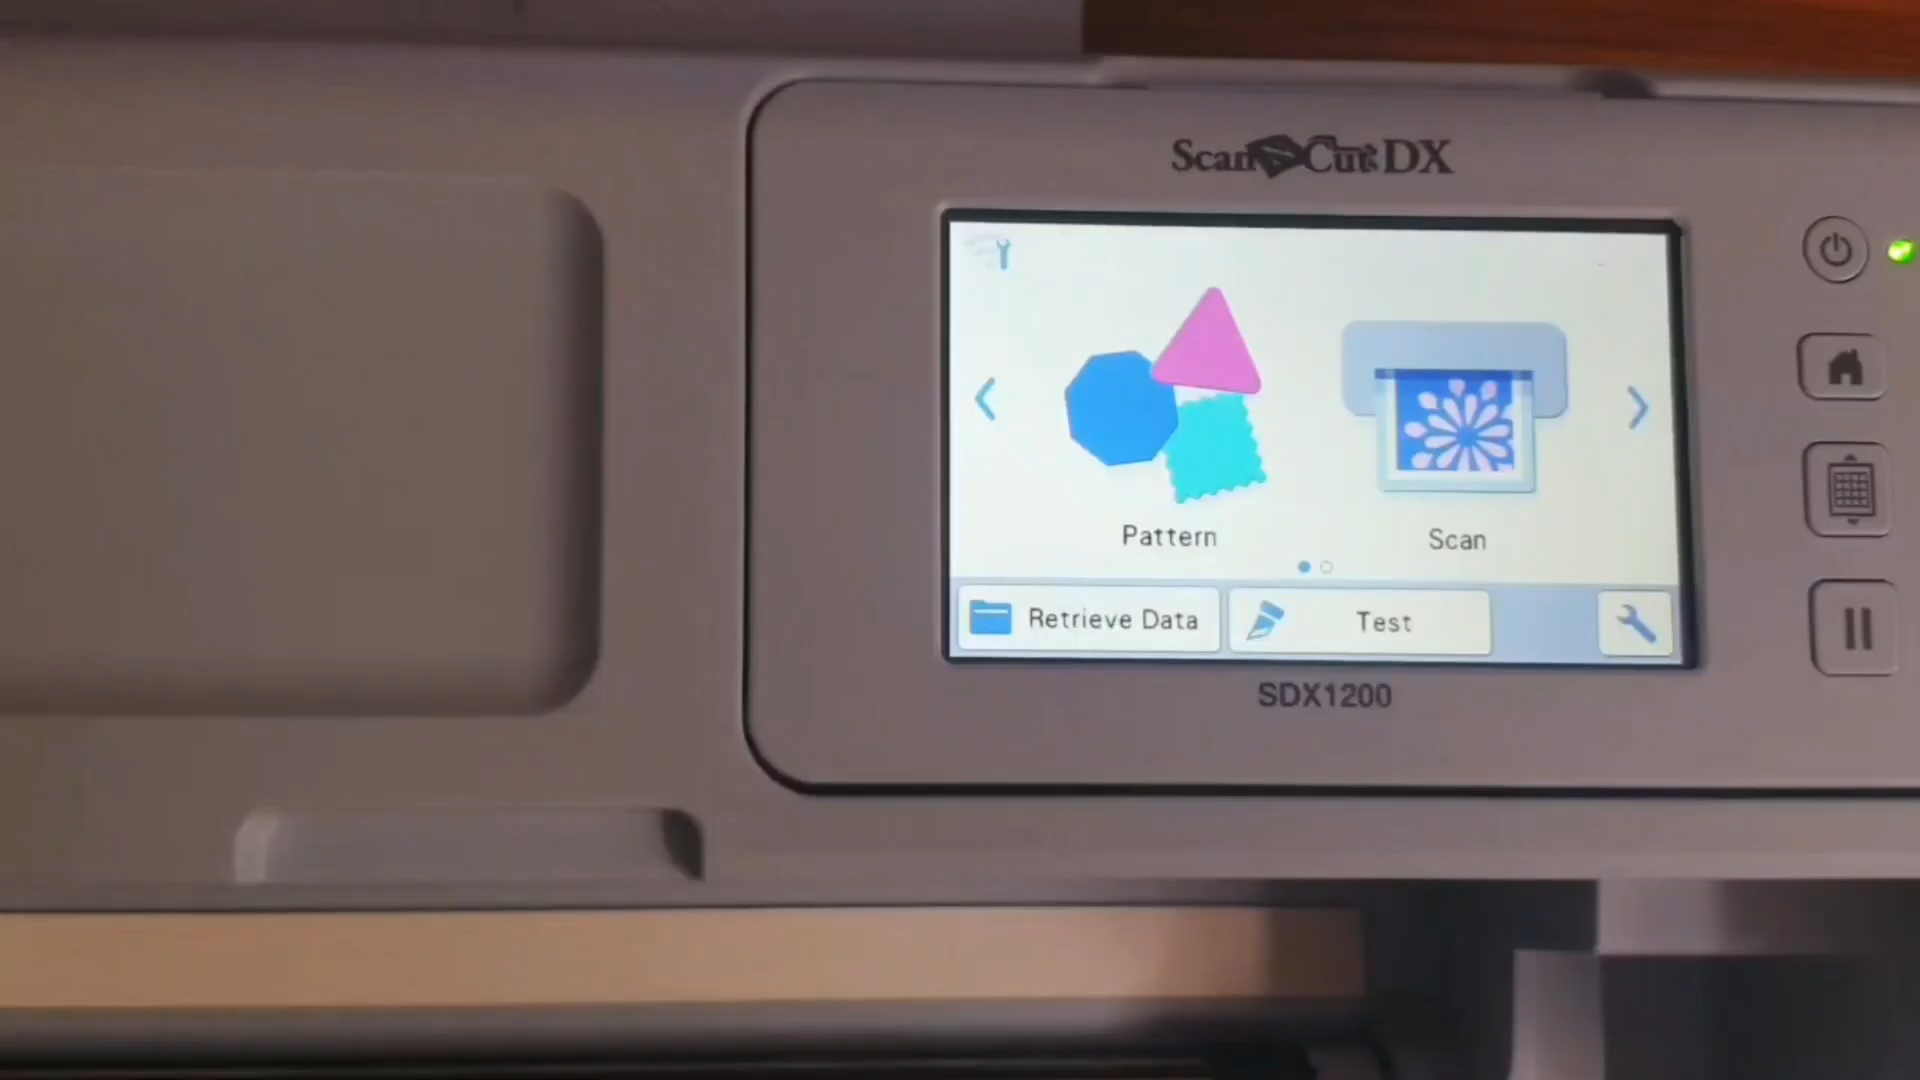 ScanNCut DX
Pattern
Scan
Retrieve Data
Test
SDX1200